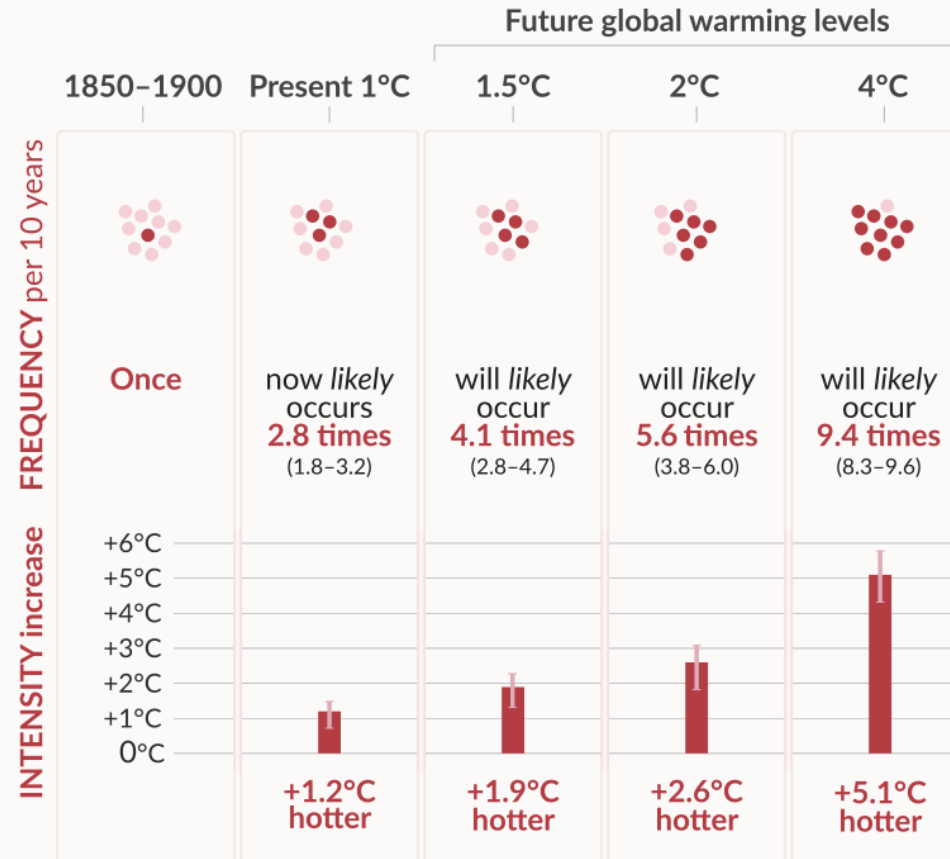 Future global warming levels
1850–1900
Present 1°C
1.5°C
2°C
4°C
FREQUENCY per 10 years
Once
now likely
occurs
2.8 times
(1.8–3.2)
will likely
occur
4.1 times
(2.8–4.7)
will likely
occur
5.6 times
(3.8–6.0)
will likely
occur
9.4 times
(8.3–9.6)
INTENSITY increase
+6°C
+5°C
+4°C
+3°C
+2°C
+1°C
0°C
+1.2°C
hotter
+1.9°C
hotter
+2.6°C
hotter
+5.1°C
hotter